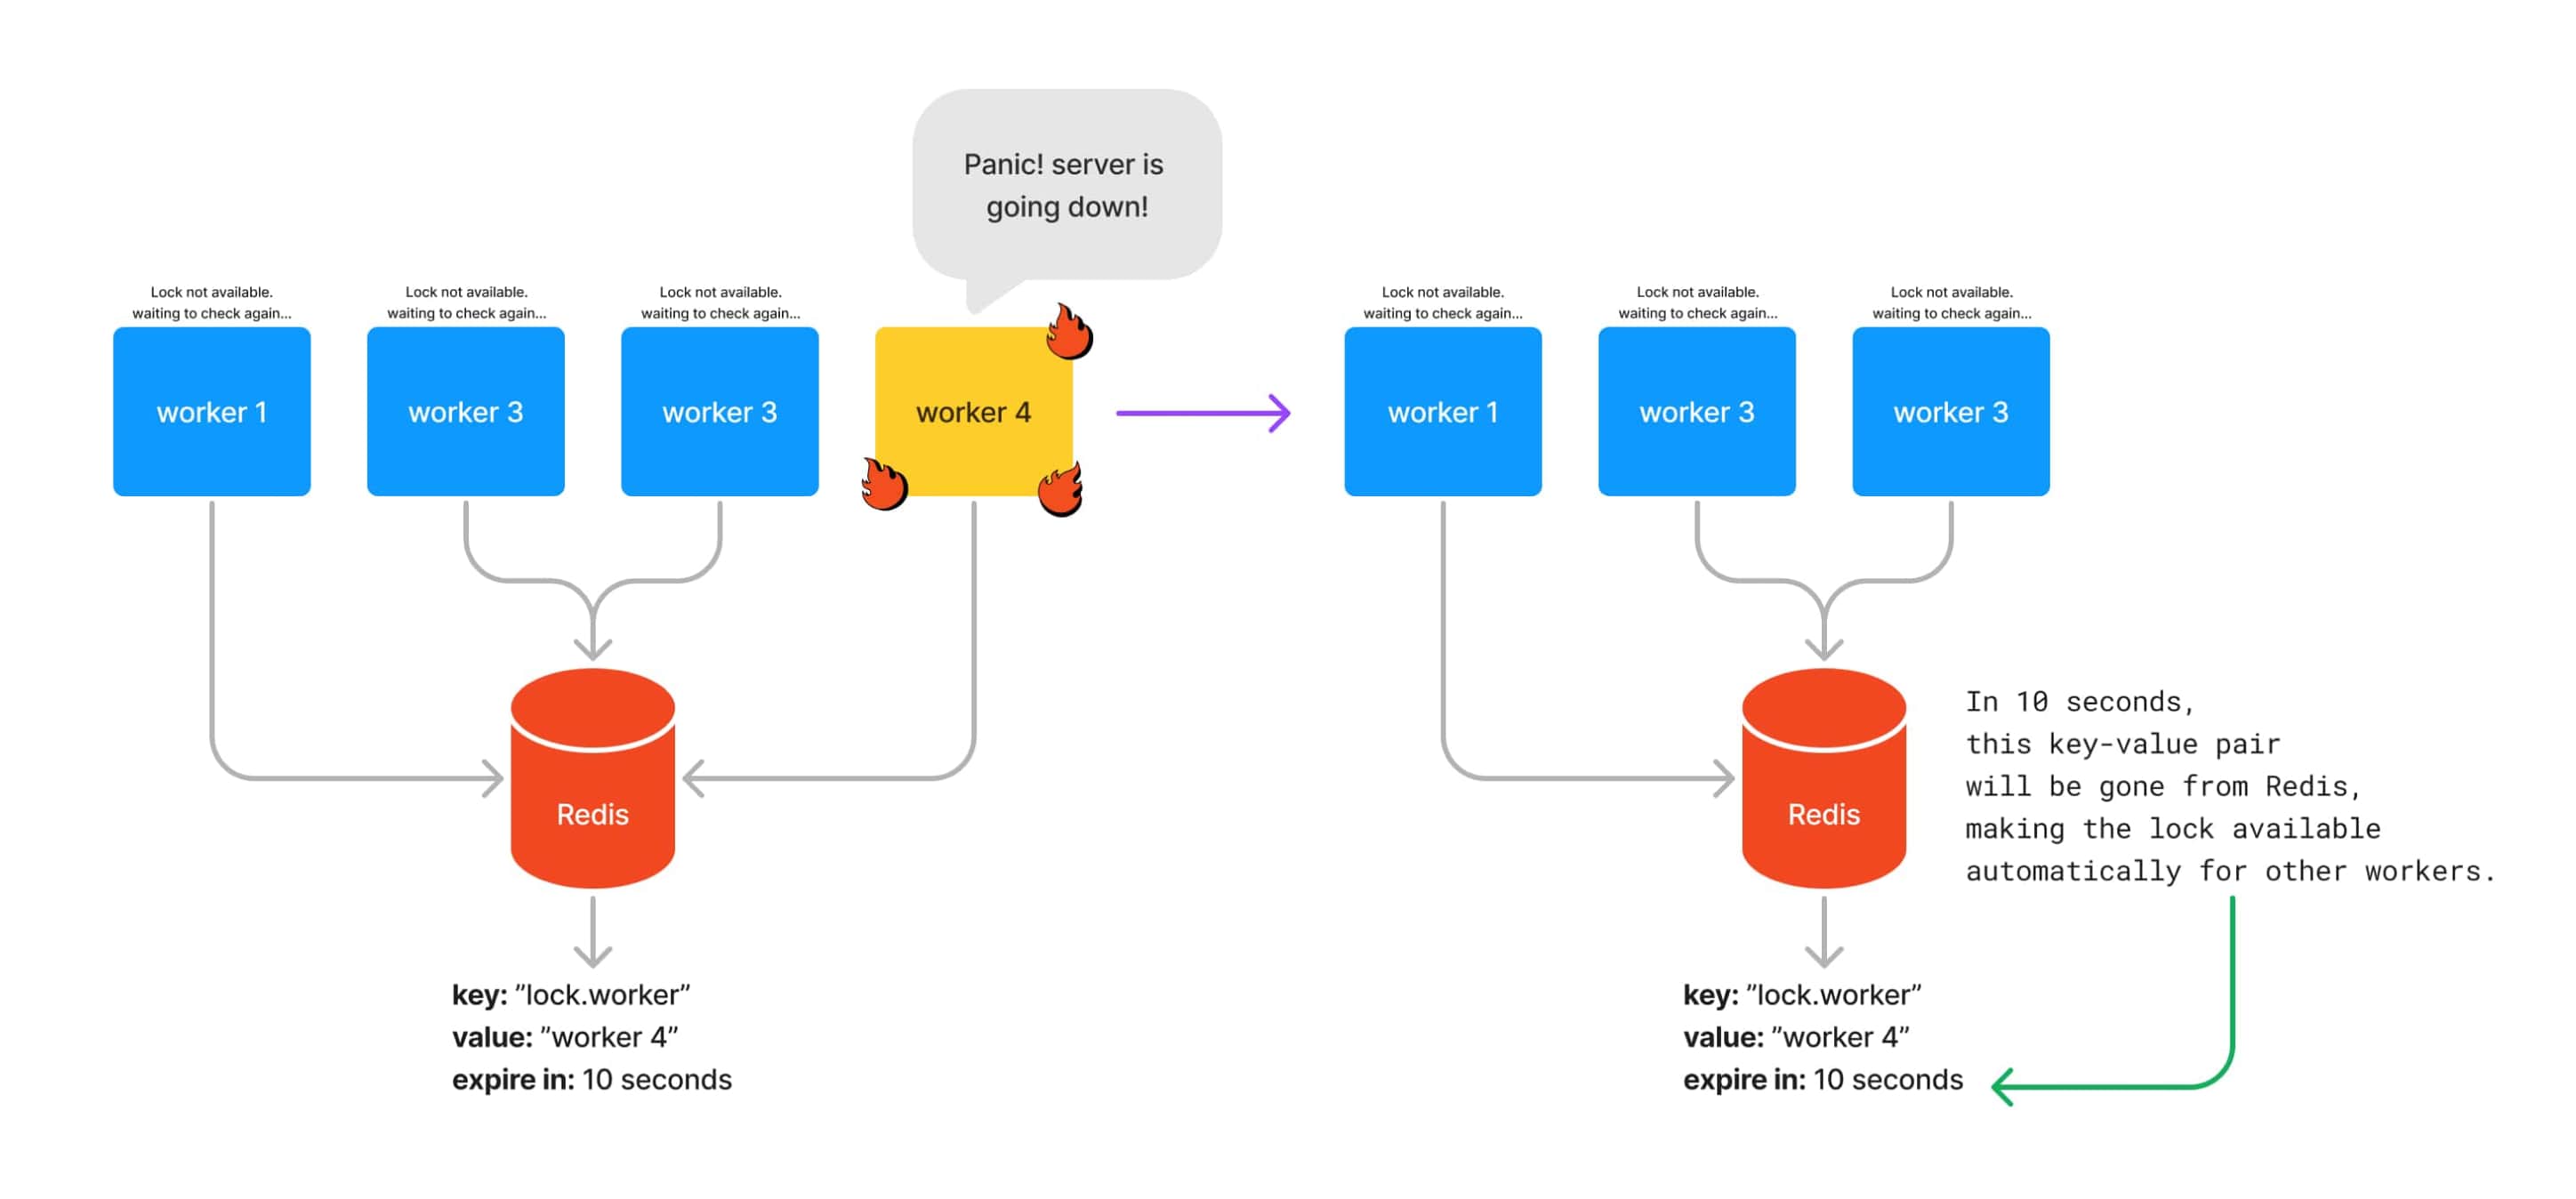 Panic! server is
going down!
Lock not available.
waiting to check again...
Lock not available.
waiting to check again...
Lock not available.
waiting to check again...
worker 1
worker 3
worker 3
worker 4
Redis
key: ”lock.worker”
value: ”worker 4”
expire in: 10 seconds
Lock not available.
waiting to check again...
Lock not available.
waiting to check again...
Lock not available.
waiting to check again...
worker 1
worker 3
worker 3
Redis
In 10 seconds,
this key-value pair
will be gone from Redis,
making the lock available
automatically for other workers.
key: ”lock.worker”
value: ”worker 4”
expire in: 10 seconds